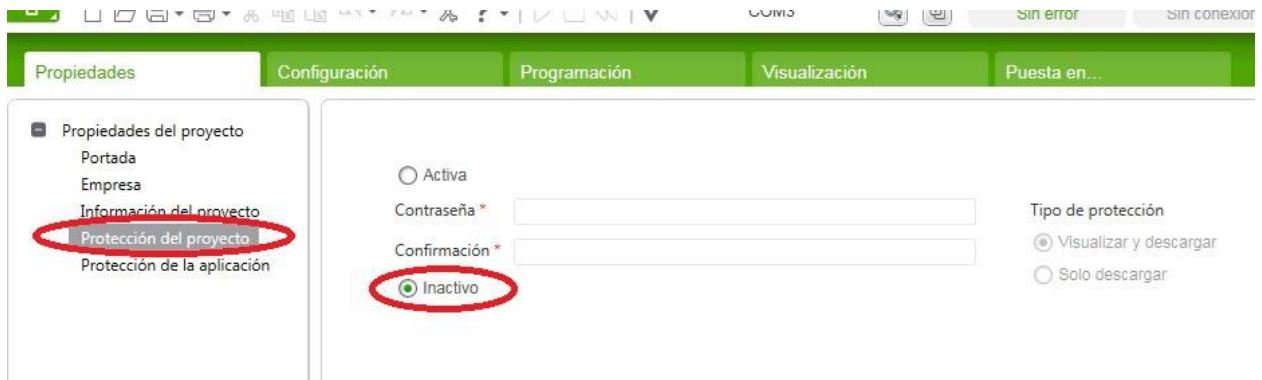 COM3 Sin error Sin conexión
Propiedades Configuración Programación Visualización Puesta en...
Propiedades del proyecto
Portada
Empresa
Información del proyecto
Protección del proyecto
Protección de la aplicación
Activa
Contraseña *
Confirmación *
Inactivo
Tipo de protección
Visualizar y descargar
Solo descargar